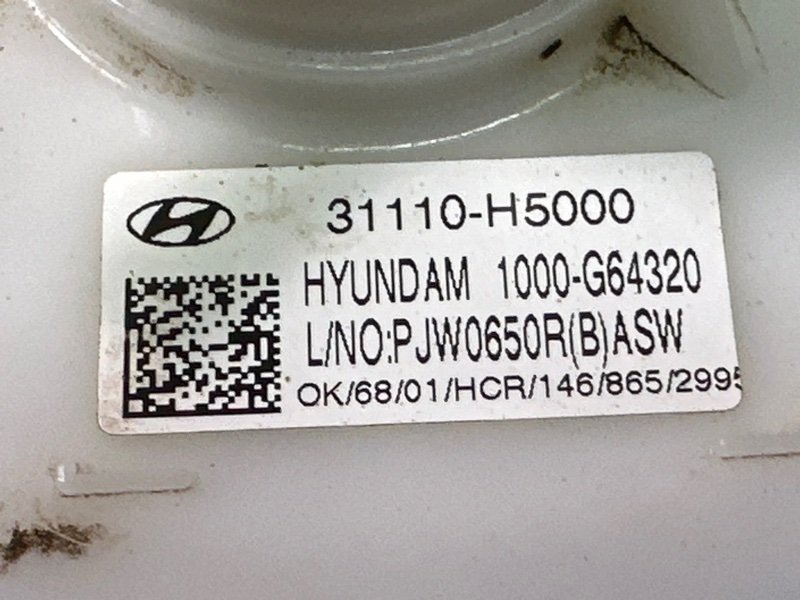 31110-H5000
HYUNDAM 1000-G64320
L/NO:PJW0650R(B)ASW
OK/68/01/HCR/146/865/2995